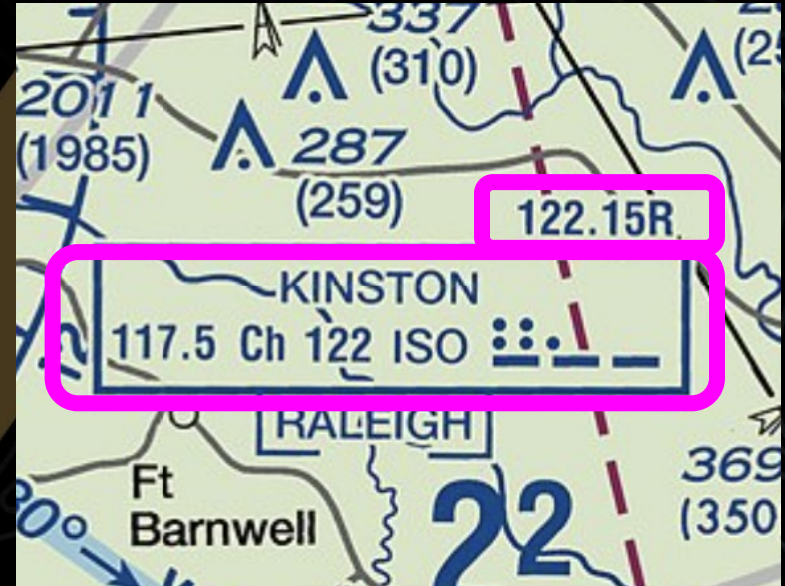 337
(310)
2011
(1985)
287
(259)
122.15R
KINSTON
117.5 Ch 122 ISO
RALEIGH
Ft
Barnwell
22
369
(350